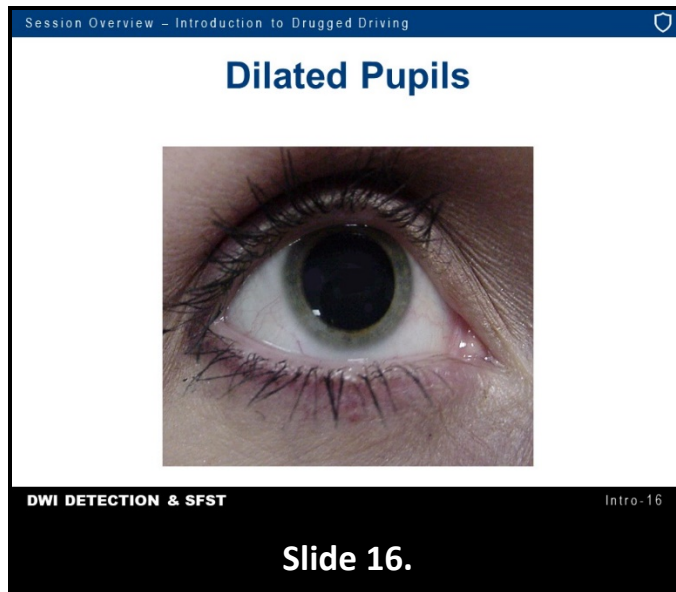 Session Overview – Introduction to Drugged Driving
Dilated Pupils
DWI DETECTION & SFST
Intro-16
Slide 16.